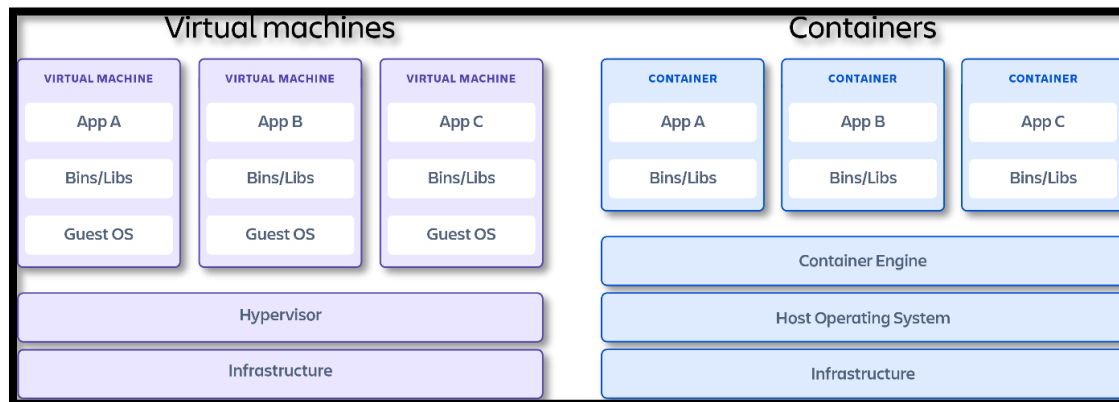 Virtual machines
VIRTUAL MACHINE
App A
Bins/Libs
Guest OS
VIRTUAL MACHINE
App B
Bins/Libs
Guest OS
VIRTUAL MACHINE
App C
Bins/Libs
Guest OS
Hypervisor
Infrastructure
Containers
CONTAINER
App A
Bins/Libs
CONTAINER
App B
Bins/Libs
CONTAINER
App C
Bins/Libs
Container Engine
Host Operating System
Infrastructure